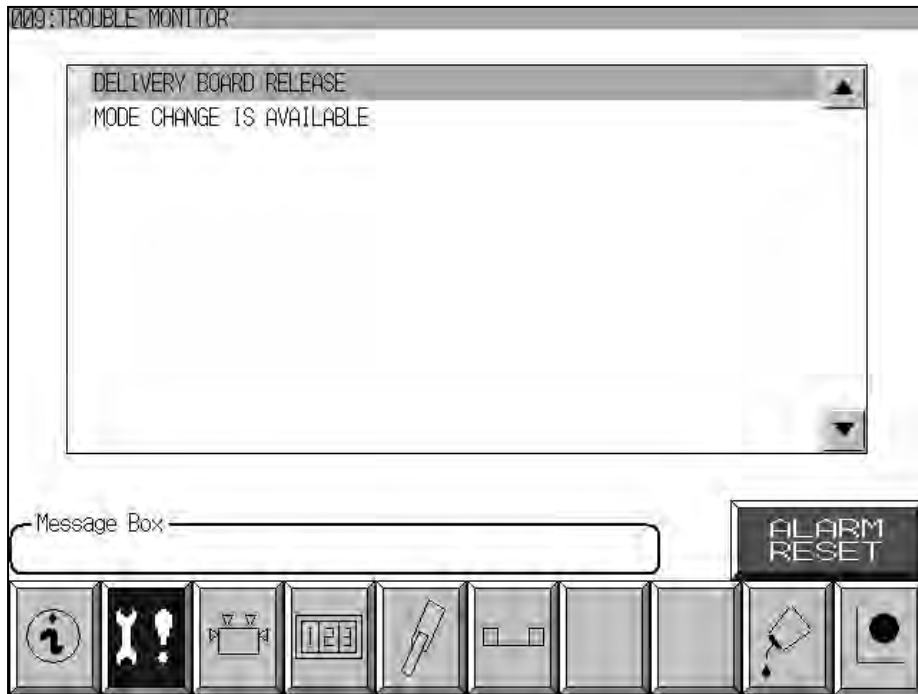 009:TROUBLE MONITOR
DELIVERY BOARD RELEASE
MODE CHANGE IS AVAILABLE
Message Box
ALARM
RESET
i
123